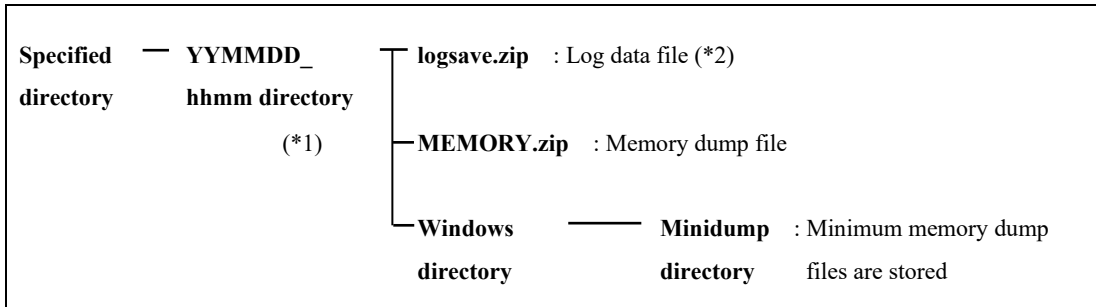 Specified YYMMDD_ logsave.zip : Log data file (*2)
directory hhmm directory
(*1) MEMORY.zip : Memory dump file
Windows Minidump : Minimum memory dump
directory directory files are stored